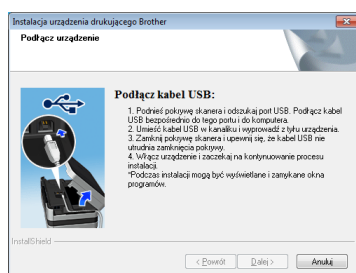 Instalacja urządzenia drukującego Brother
Podłącz urządzenie
Podłącz kabel USB:
1. Podnieś pokrywę skanera i odszukaj port USB. Podłącz kabel
USB bezpośrednio do tego portu i do komputera.
2. Umieść kabel USB w kanaliku i wyprowadź z tyłu urządzenia.
3. Zamknij pokrywę skanera i upewnij się, że kabel USB nie
utrudnia zamknięcia pokrywy.
4. Włącz urządzenie i zaczekaj na kontynuowanie procesu
instalacji.
*Podczas instalacji mogą być wyświetlane i zamykane okna
programów.
InstallShield
< Powrót
Dalej >
Anuluj